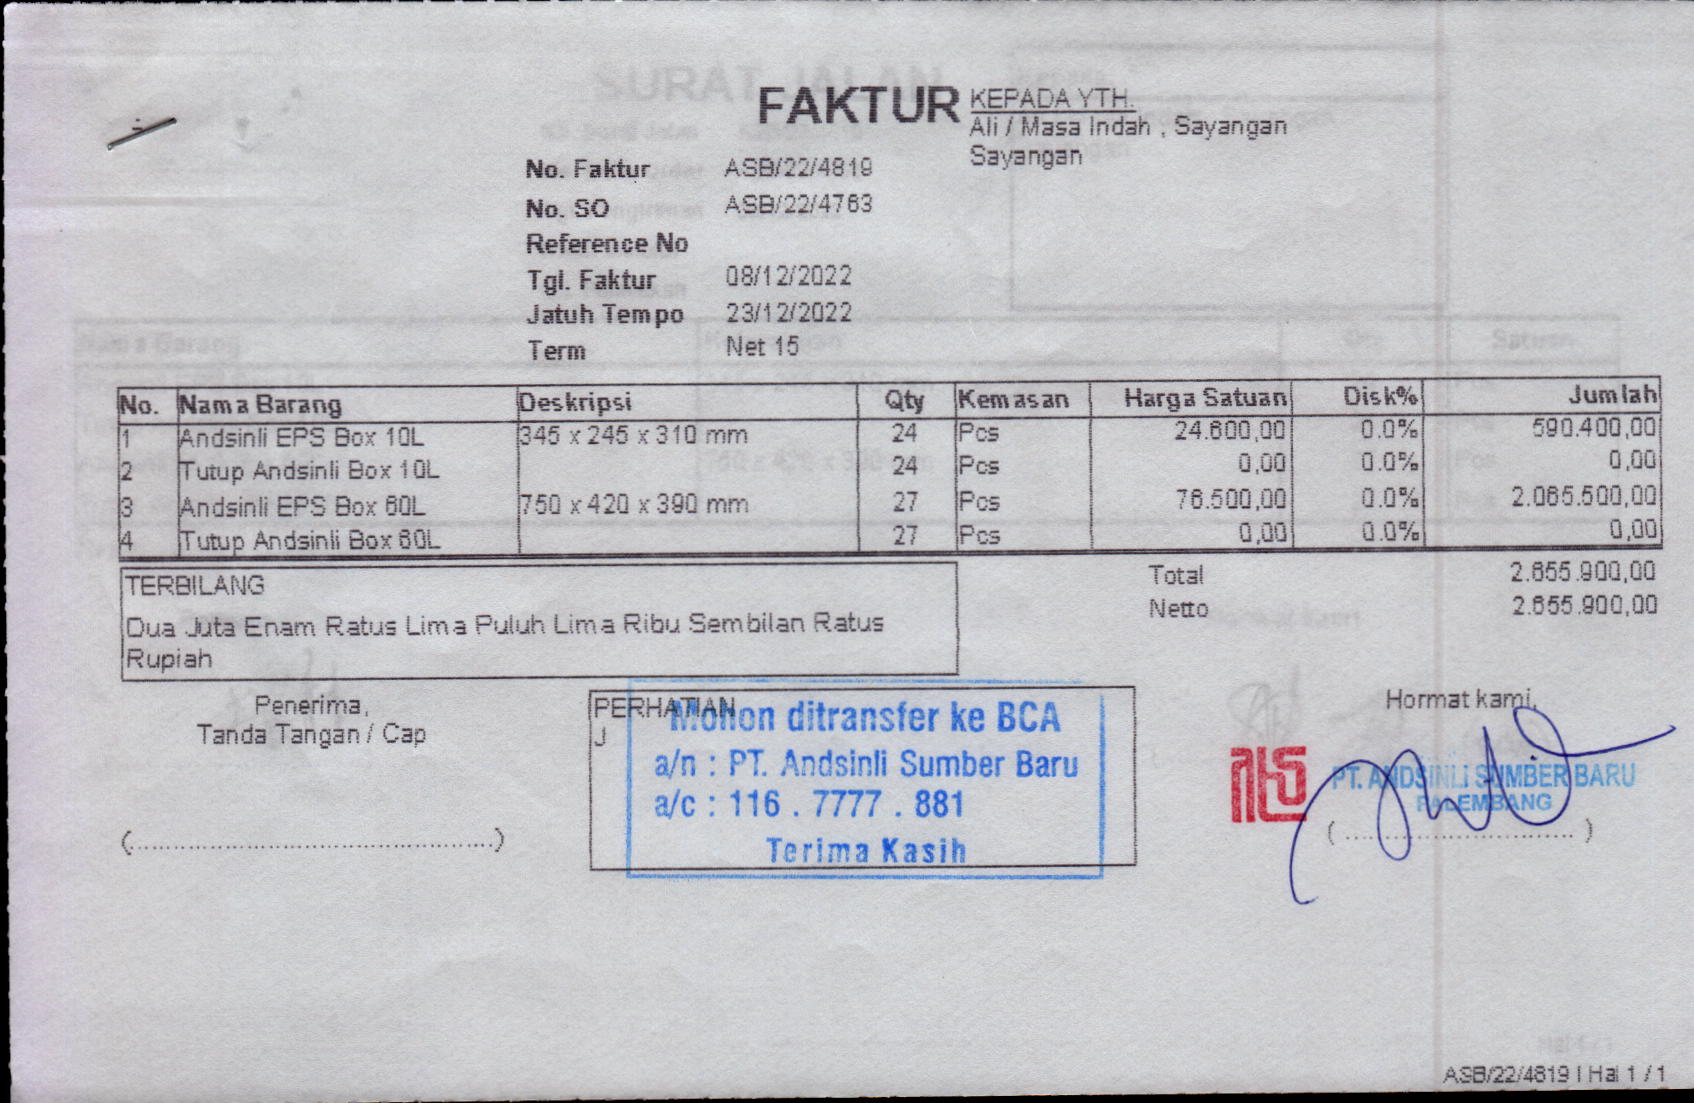 FAKTUR
KEPADA YTH.
Ali / Masa Indah , Sayangan
Sayangan
No. Faktur ASB/22/4819
No. SO ASB/22/4763
Reference No
Tgl. Faktur 08/12/2022
Jatuh Tempo 23/12/2022
Term Net 15
No. Nama Barang Deskripsi Qty Kemasan Harga Satuan Disk% Jumlah
1 Andsinli EPS Box 10L 345 x 245 x 310 mm 24 Pcs 24.600,00 0.0% 590.400,00
2 Tutup Andsinli Box 10L 24 Pcs 0,00 0.0% 0,00
3 Andsinli EPS Box 60L 750 x 420 x 390 mm 27 Pcs 76.500,00 0.0% 2.065.500,00
4 Tutup Andsinli Box 60L 27 Pcs 0,00 0.0% 0,00
TERBILANG
Dua Juta Enam Ratus Lima Puluh Lima Ribu Sembilan Ratus
Rupiah
Total 2.655.900,00
Netto 2.655.900,00
Penerima,
Tanda Tangan / Cap
(................................................)
PERHATIAN
J
Mohon ditransfer ke BCA
a/n : PT. Andsinli Sumber Baru
a/c : 116 . 7777 . 881
Terima Kasih
Hormat kami,
PT. ANDSINLI SUMBER BARU
PALEMBANG
( .............................. )
ASB/22/4819 | Hal 1 / 1